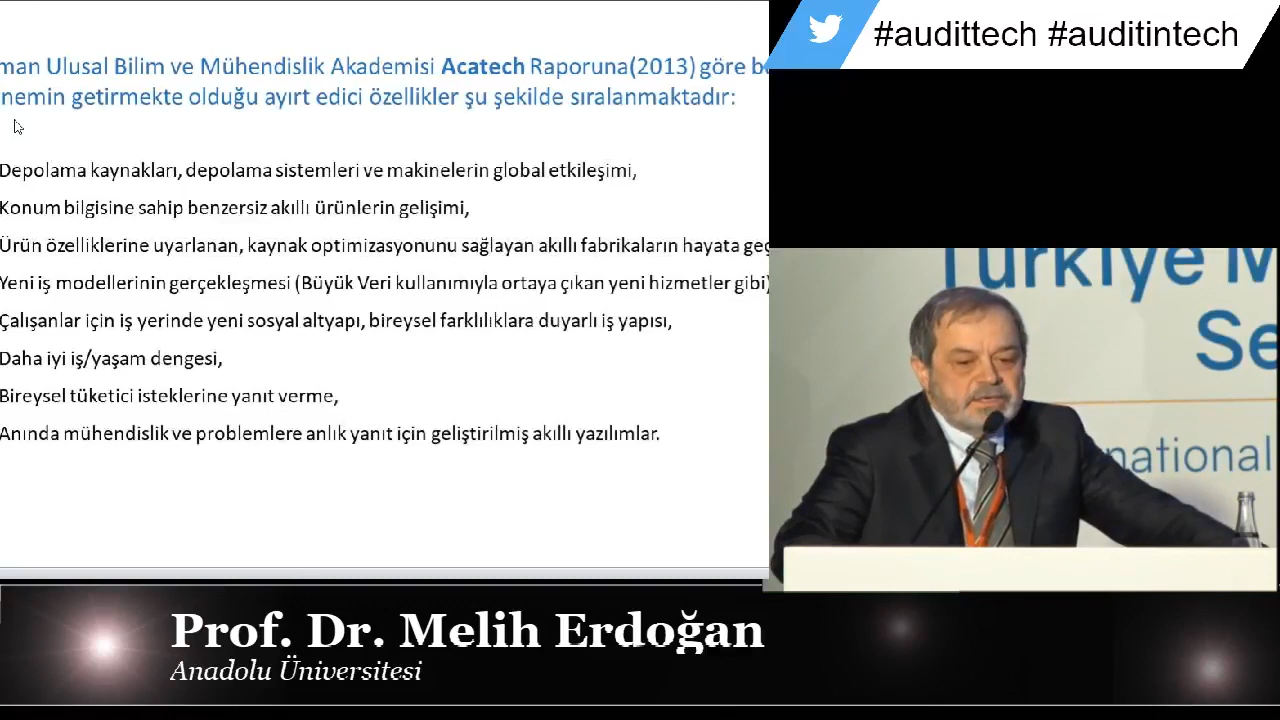 #audittech #auditintech
man Ulusal Bilim ve Mühendislik Akademisi Acatech Raporuna(2013) göre b
nemin getirmekte olduğu ayırt edici özellikler şu şekilde sıralanmaktadır:
Depolama kaynakları, depolama sistemleri ve makinelerin global etkileşimi,
Konum bilgisine sahip benzersiz akıllı ürünlerin gelişimi,
Ürün özelliklerine uyarlanan, kaynak optimizasyonunu sağlayan akıllı fabrikaların hayata geç
Yeni iş modellerinin gerçekleşmesi (Büyük Veri kullanımıyla ortaya çıkan yeni hizmetler gibi)
Çalışanlar için iş yerinde yeni sosyal altyapı, bireysel farklılıklara duyarlı iş yapısı,
Daha iyi iş/yaşam dengesi,
Bireysel tüketici isteklerine yanıt verme,
Anında mühendislik ve problemlere anlık yanıt için geliştirilmiş akıllı yazılımlar.
Türkiye M
Se
national
Prof. Dr. Melih Erdoğan
Anadolu Üniversitesi